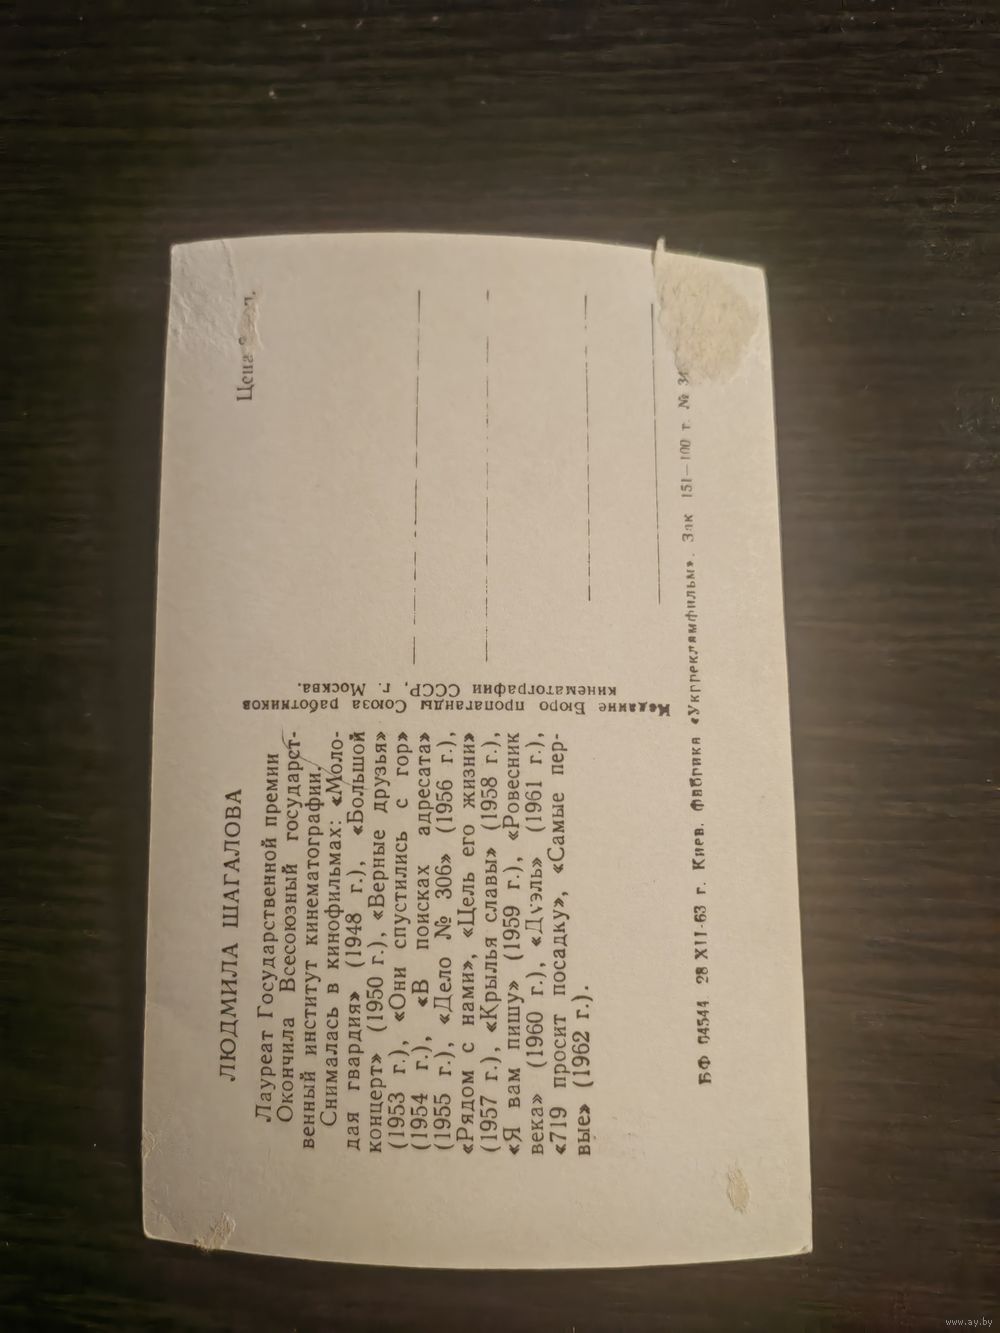 ЛЮДМИЛА ШАГАЛОВА
Лауреат Государственной премии
Окончила Всесоюзный государст-
венный институт кинематографии.
Снималась в кинофильмах: «Моло-
дая гвардия» (1948 г.), «Большой
концерт» (1950 г.), «Верные друзья»
(1953 г.), «Они спустились с гор»
(1954 г.), «В поисках адресата»
(1955 г.), «Дело № 306» (1956 г.),
«Рядом с нами», «Цель его жизни»
(1957 г.), «Крылья славы» (1958 г.),
«Я вам пишу» (1959 г.), «Ровесник
века» (1960 г.), «Дуэль» (1961 г.),
«719 просит посадку», «Самые пер-
вые» (1962 г.).
Издание Бюро пропаганды Союза работников
кинематографии СССР, г. Москва.
Цена
БФ 04544 28 XII-63 г. Киев. Фабрика «Укррекламфильм». Зак 151—100 т. №
www.ay.by